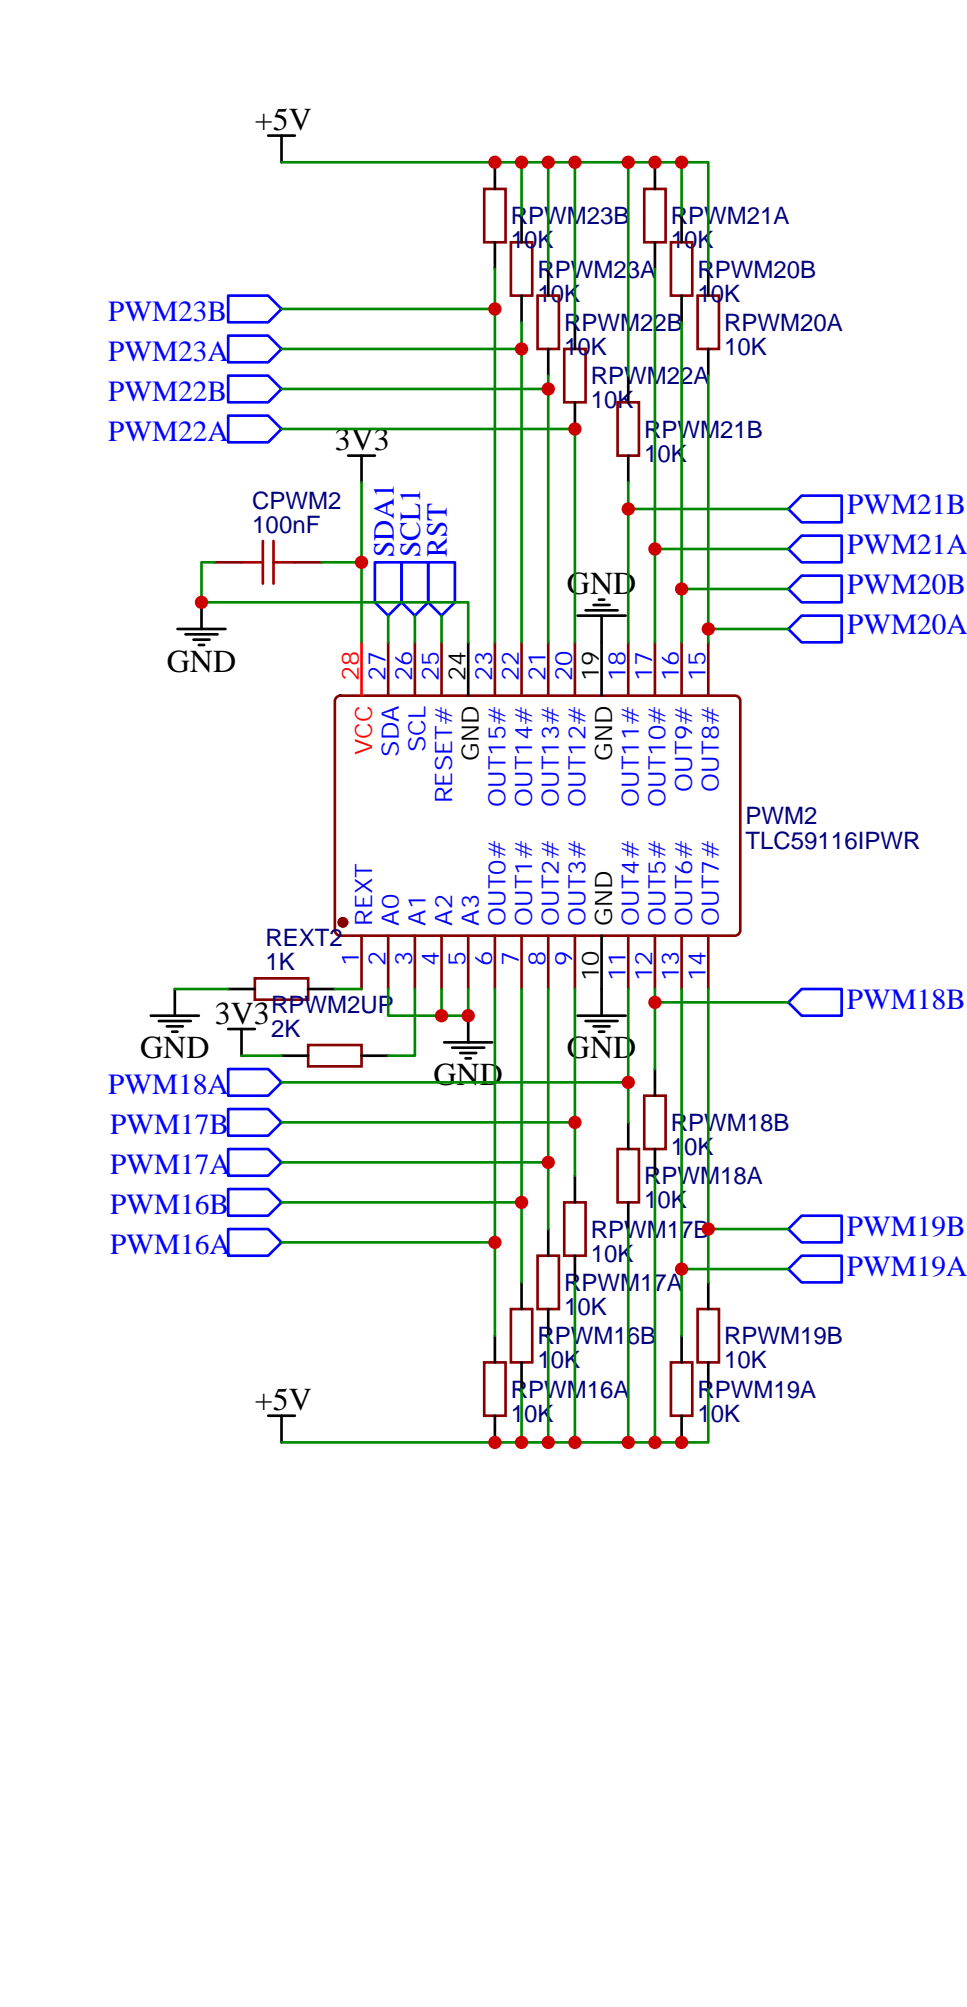 +5V
RPWM23B
10K
RPWM21A
10K
RPWM23A
10K
RPWM20B
10K
PWM23B
RPWM22B
10K
RPWM20A
10K
PWM23A
RPWM22A
10K
PWM22B
PWM22A
RPWM21B
10K
3V3
CPWM2
100nF
SDA1
SCL1
RST
PWM21B
PWM21A
PWM20B
PWM20A
GND
GND
28
27
26
25
24
23
22
21
20
19
18
17
16
15
VCC
SDA
SCL
RESET#
GND
OUT15#
OUT14#
OUT13#
OUT12#
GND
OUT11#
OUT10#
OUT9#
OUT8#
PWM2
TLC59116IPWR
REXT
A0
A1
A2
A3
OUT0#
OUT1#
OUT2#
OUT3#
GND
OUT4#
OUT5#
OUT6#
OUT7#
1
2
3
4
5
6
7
8
9
10
11
12
13
14
REXT2
1K
RPWM2UP
2K
3V3
GND
GND
GND
PWM18B
PWM18A
PWM17B
PWM17A
PWM16B
PWM16A
RPWM18B
10K
RPWM18A
10K
RPWM17B
10K
PWM19B
PWM19A
RPWM17A
10K
RPWM16B
10K
RPWM19B
10K
RPWM16A
10K
RPWM19A
10K
+5V